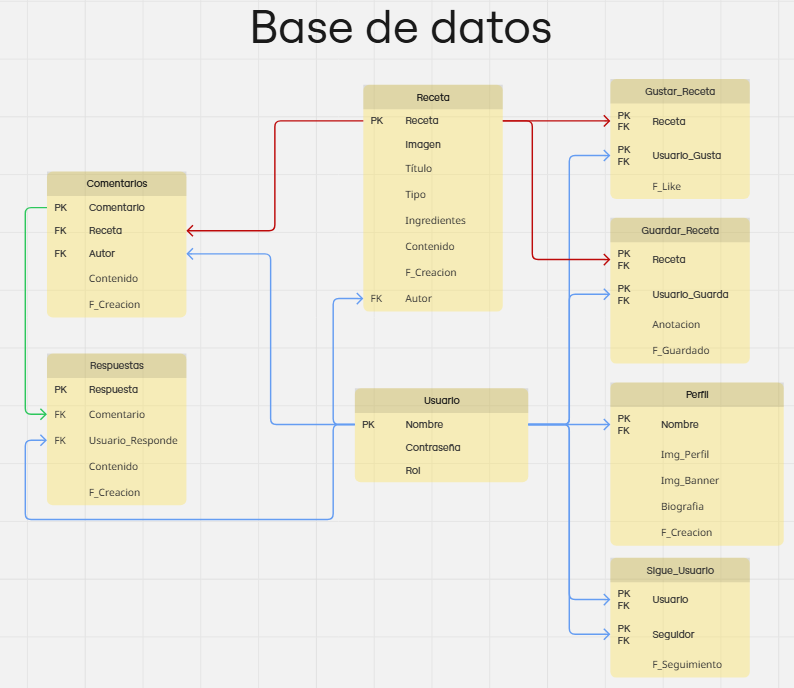 Base de datos
Receta
PK Receta
Imagen
Título
Tipo
Ingredientes
Contenido
F_Creacion
FK Autor
Gustar_Receta
PK FK Receta
PK FK Usuario_Gusta
F_Like
Comentarios
PK Comentario
FK Receta
FK Autor
Contenido
F_Creacion
Guardar_Receta
PK FK Receta
PK FK Usuario_Guarda
Anotacion
F_Guardado
Respuestas
PK Respuesta
FK Comentario
FK Usuario_Responde
Contenido
F_Creacion
Usuario
PK Nombre
Contraseña
Rol
Perfil
PK FK Nombre
Img_Perfil
Img_Banner
Biografia
F_Creacion
Sigue_Usuario
PK FK Usuario
PK FK Seguidor
F_Seguimiento